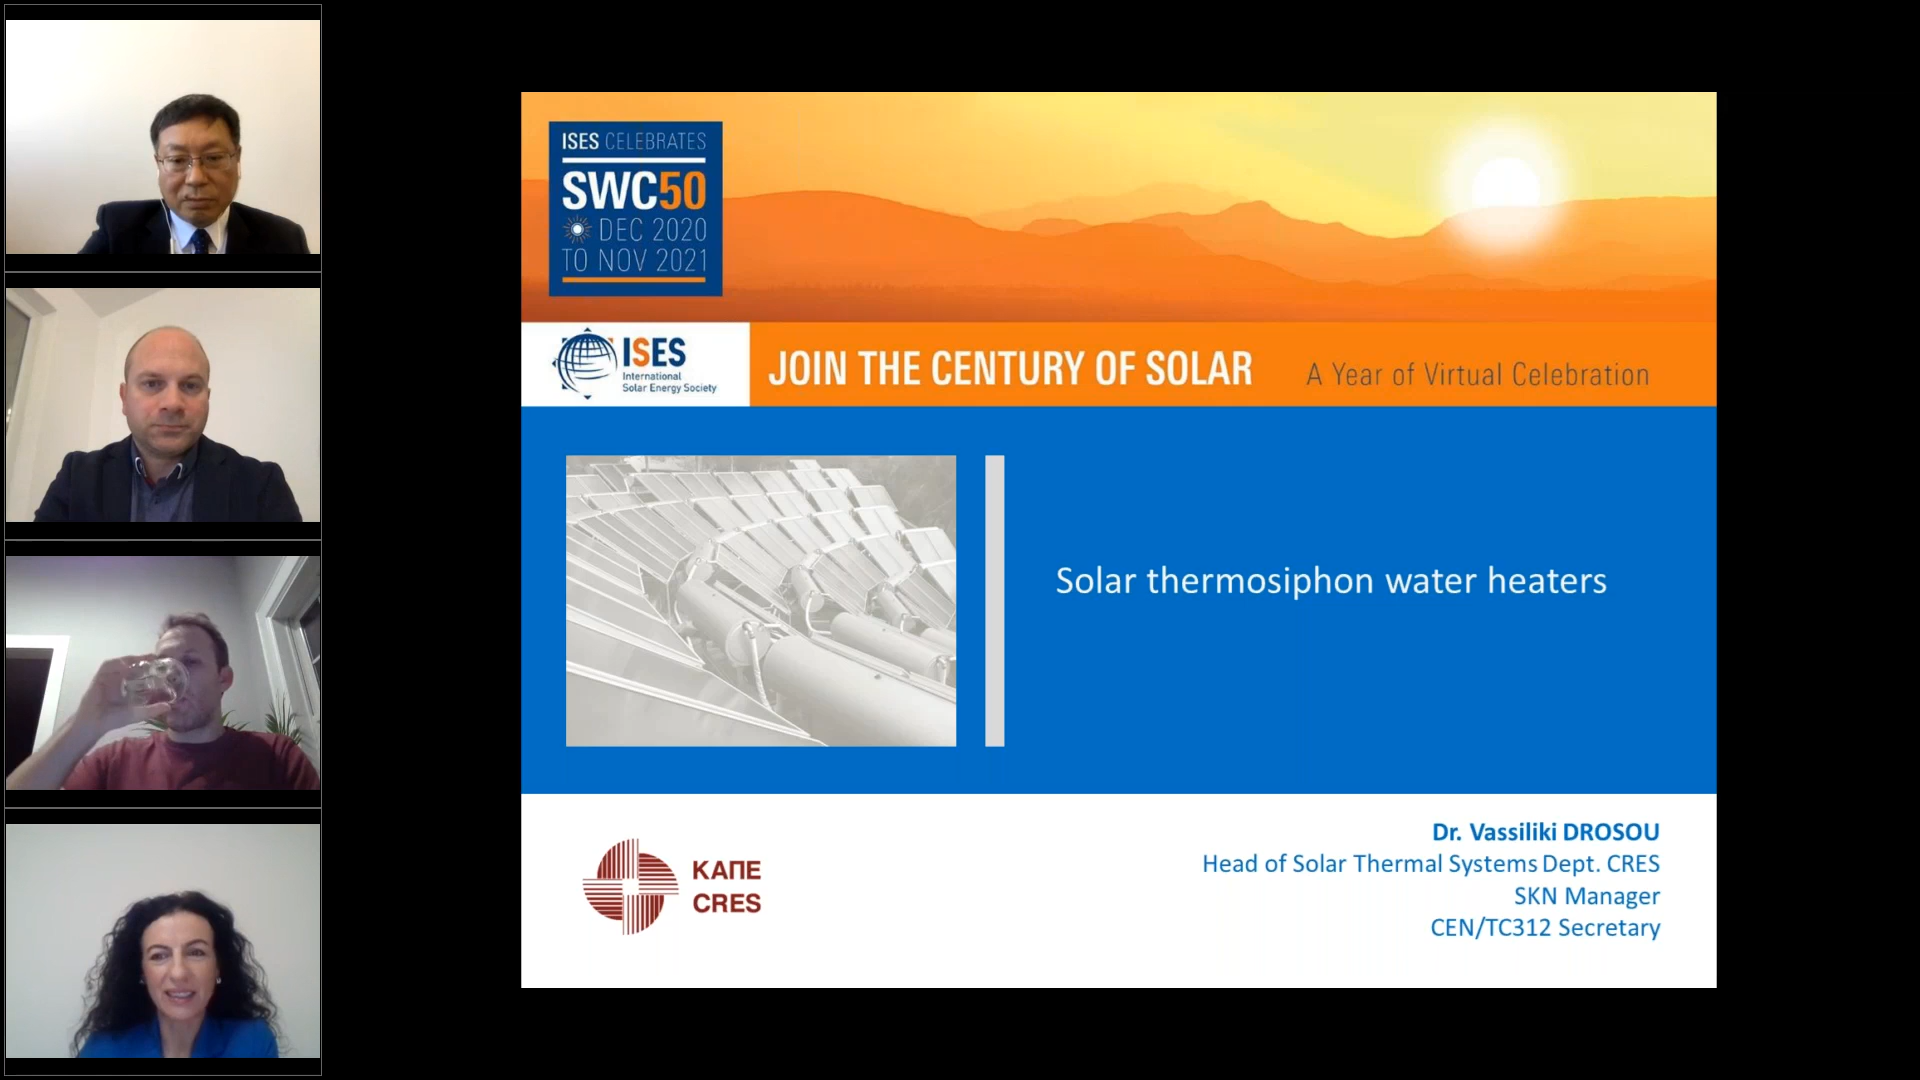 ISES CELEBRATES
SWC50
DEC 2020
TO NOV 2021
ISES
International
Solar Energy Society
JOIN THE CENTURY OF SOLAR
A Year of Virtual Celebration
Solar thermosiphon water heaters
ΚΑΠΕ
CRES
Dr. Vassiliki DROSOU
Head of Solar Thermal Systems Dept. CRES
SKN Manager
CEN/TC312 Secretary